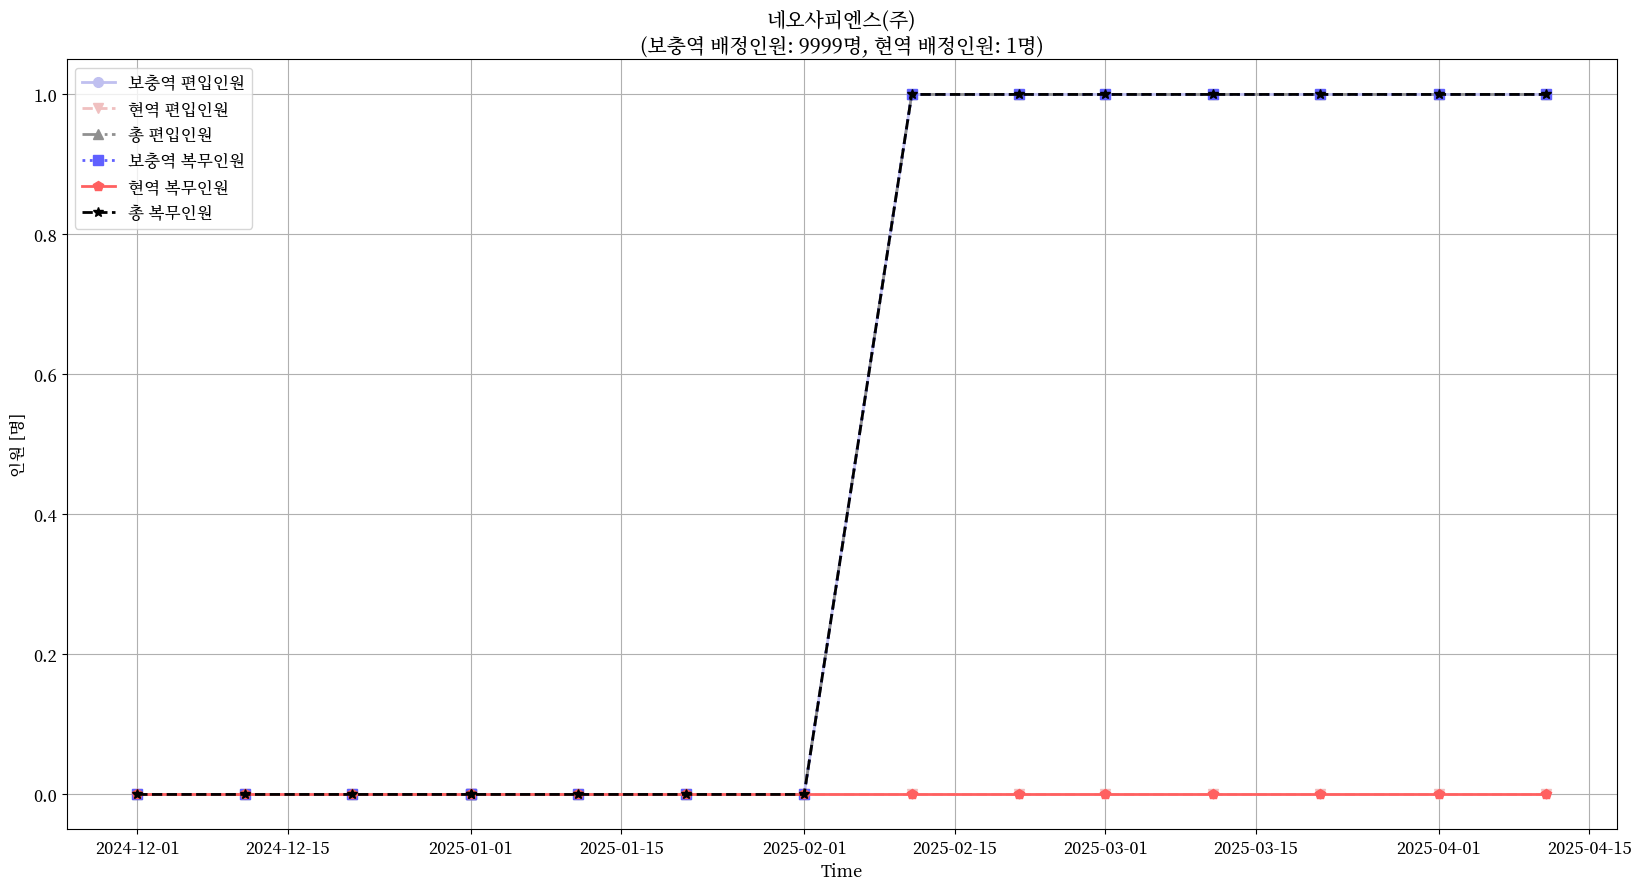 네오사피엔스(주)
(보충역 배정인원: 9999명, 현역 배정인원: 1명)
보충역 편입인원
현역 편입인원
총 편입인원
보충역 복무인원
현역 복무인원
총 복무인원
1.0
0.8
0.6
0.4
0.2
0.0
인원 [명]
2024-12-01
2024-12-15
2025-01-01
2025-01-15
2025-02-01
2025-02-15
2025-03-01
2025-03-15
2025-04-01
2025-04-15
Time